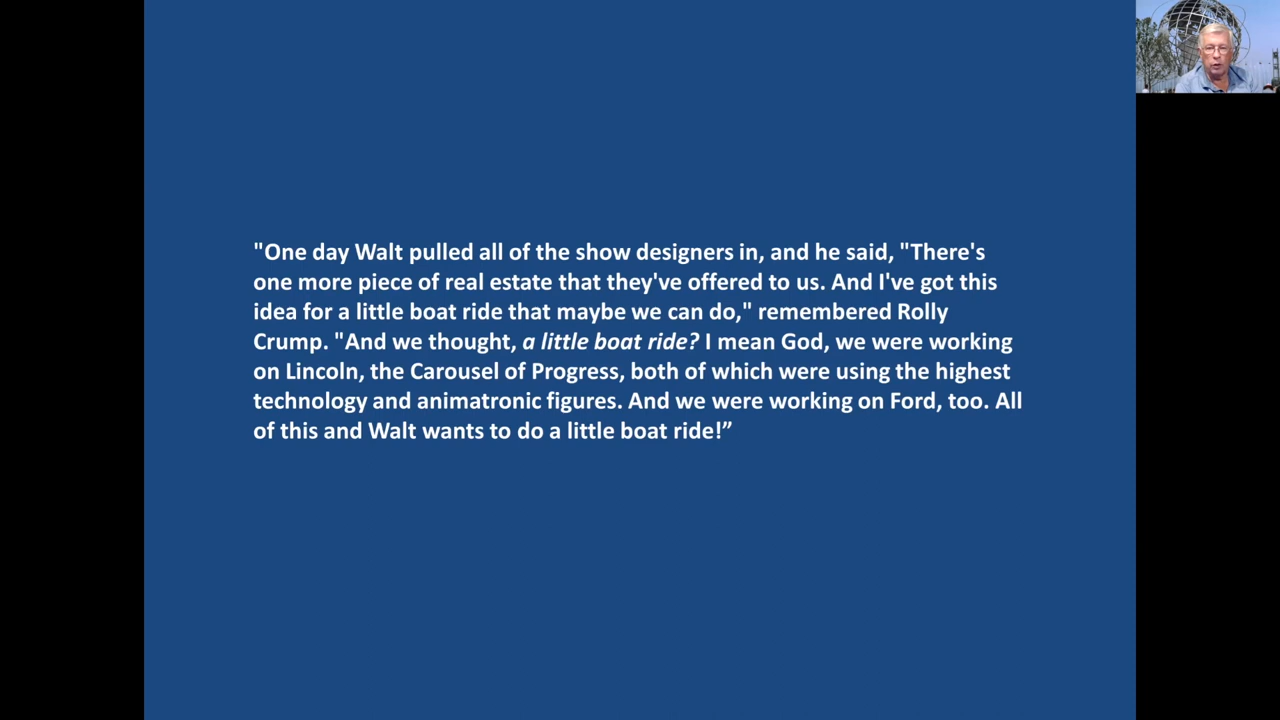 "One day Walt pulled all of the show designers in, and he said, "There's
one more piece of real estate that they've offered to us. And I've got this
idea for a little boat ride that maybe we can do," remembered Rolly
Crump. "And we thought, a little boat ride? I mean God, we were working
on Lincoln, the Carousel of Progress, both of which were using the highest
technology and animatronic figures. And we were working on Ford, too. All
of this and Walt wants to do a little boat ride!”